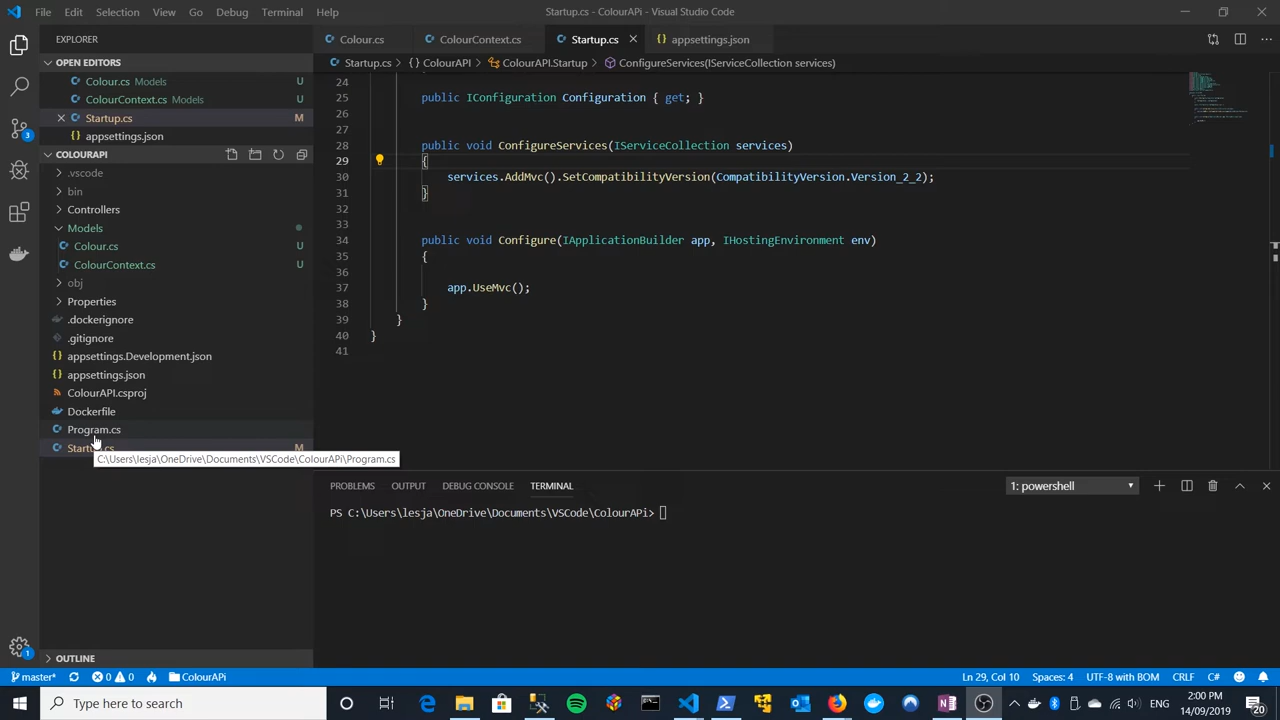 File Edit Selection View Go Debug Terminal Help Startup.cs - ColourAPI - Visual Studio Code
EXPLORER
OPEN EDITORS
Colour.cs Models U
ColourContext.cs Models U
Startup.cs M
appsettings.json
COLOURAPI
.vscode
bin
Controllers
Models
Colour.cs U
ColourContext.cs U
obj
Properties
.dockerignore
.gitignore
appsettings.Development.json
appsettings.json
ColourAPI.csproj
Dockerfile
Program.cs
Startup.cs M
C:\Users\lesja\OneDrive\Documents\VSCode\ColourAPi\Program.cs
OUTLINE
Colour.cs ColourContext.cs Startup.cs appsettings.json
Startup.cs { } ColourAPI ColourAPI.Startup ConfigureServices(IServiceCollection services)
24
25 public IConfiguration Configuration { get; }
26
27
28 public void ConfigureServices(IServiceCollection services)
29 {
30 services.AddMvc().SetCompatibilityVersion(CompatibilityVersion.Version_2_2);
31 }
32
33
34 public void Configure(IApplicationBuilder app, IHostingEnvironment env)
35 {
36
37 app.UseMvc();
38 }
39 }
40 }
41
PROBLEMS OUTPUT DEBUG CONSOLE TERMINAL 1: powershell
PS C:\Users\lesja\OneDrive\Documents\VSCode\ColourAPi>
3
1
master* 0 0 ColourAPi Ln 29, Col 10 Spaces: 4 UTF-8 with BOM CRLF C# 
Type here to search ENG 2:00 PM
14/09/2019 20